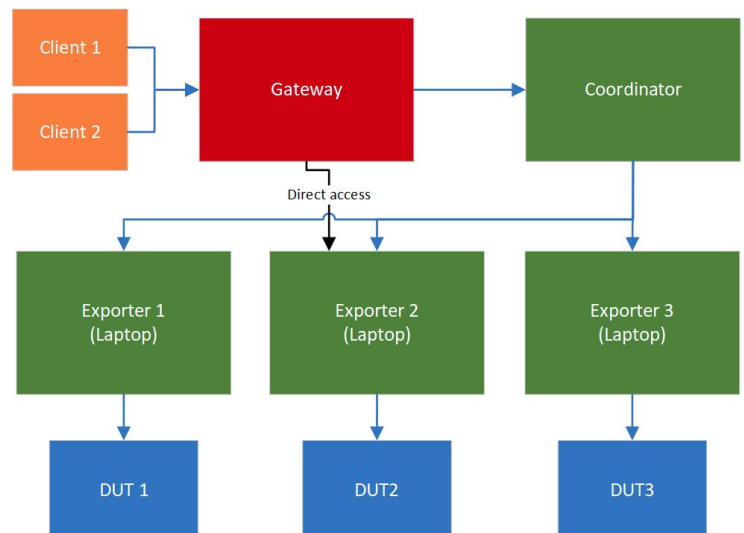 Client 1
Gateway
Coordinator
Client 2
Direct access
Exporter 1
(Laptop)
Exporter 2
(Laptop)
Exporter 3
(Laptop)
DUT 1
DUT2
DUT3